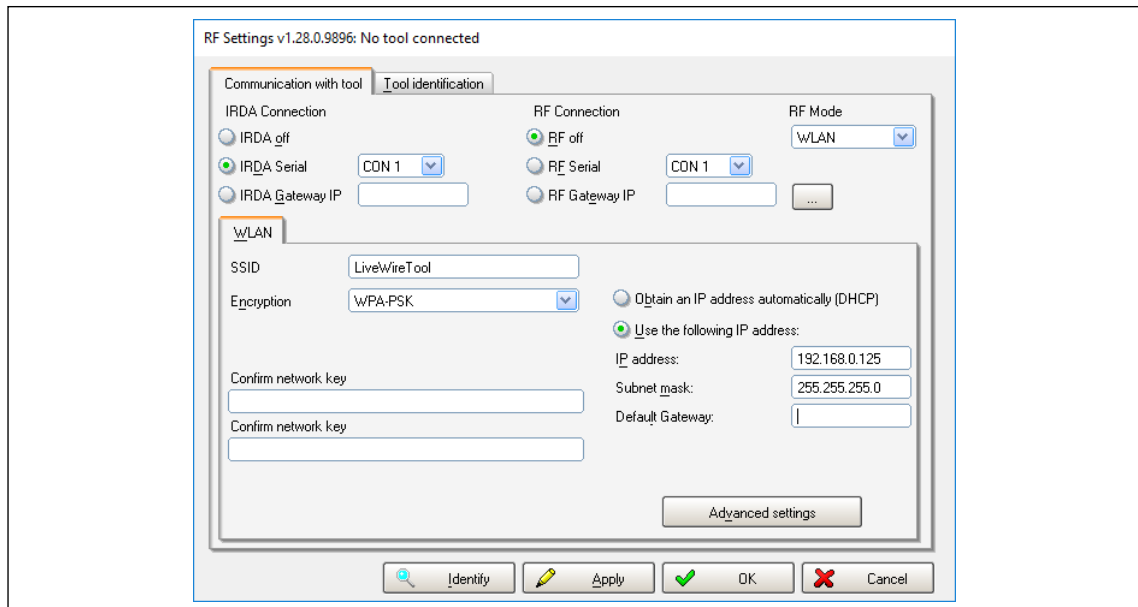 RF Settings v1.28.0.9896: No tool connected
Communication with tool Tool identification
IRDA Connection RF Connection RF Mode
IRDA off RF off WLAN
IRDA Serial CON 1 RF Serial CON 1
IRDA Gateway IP RF Gateway IP ...
WLAN
SSID LiveWireTool
Encryption WPA-PSK Obtain an IP address automatically (DHCP)
Use the following IP address:
IP address: 192.168.0.125
Confirm network key Subnet mask: 255.255.255.0
Default Gateway:
Confirm network key
Advanced settings
Identify Apply OK Cancel